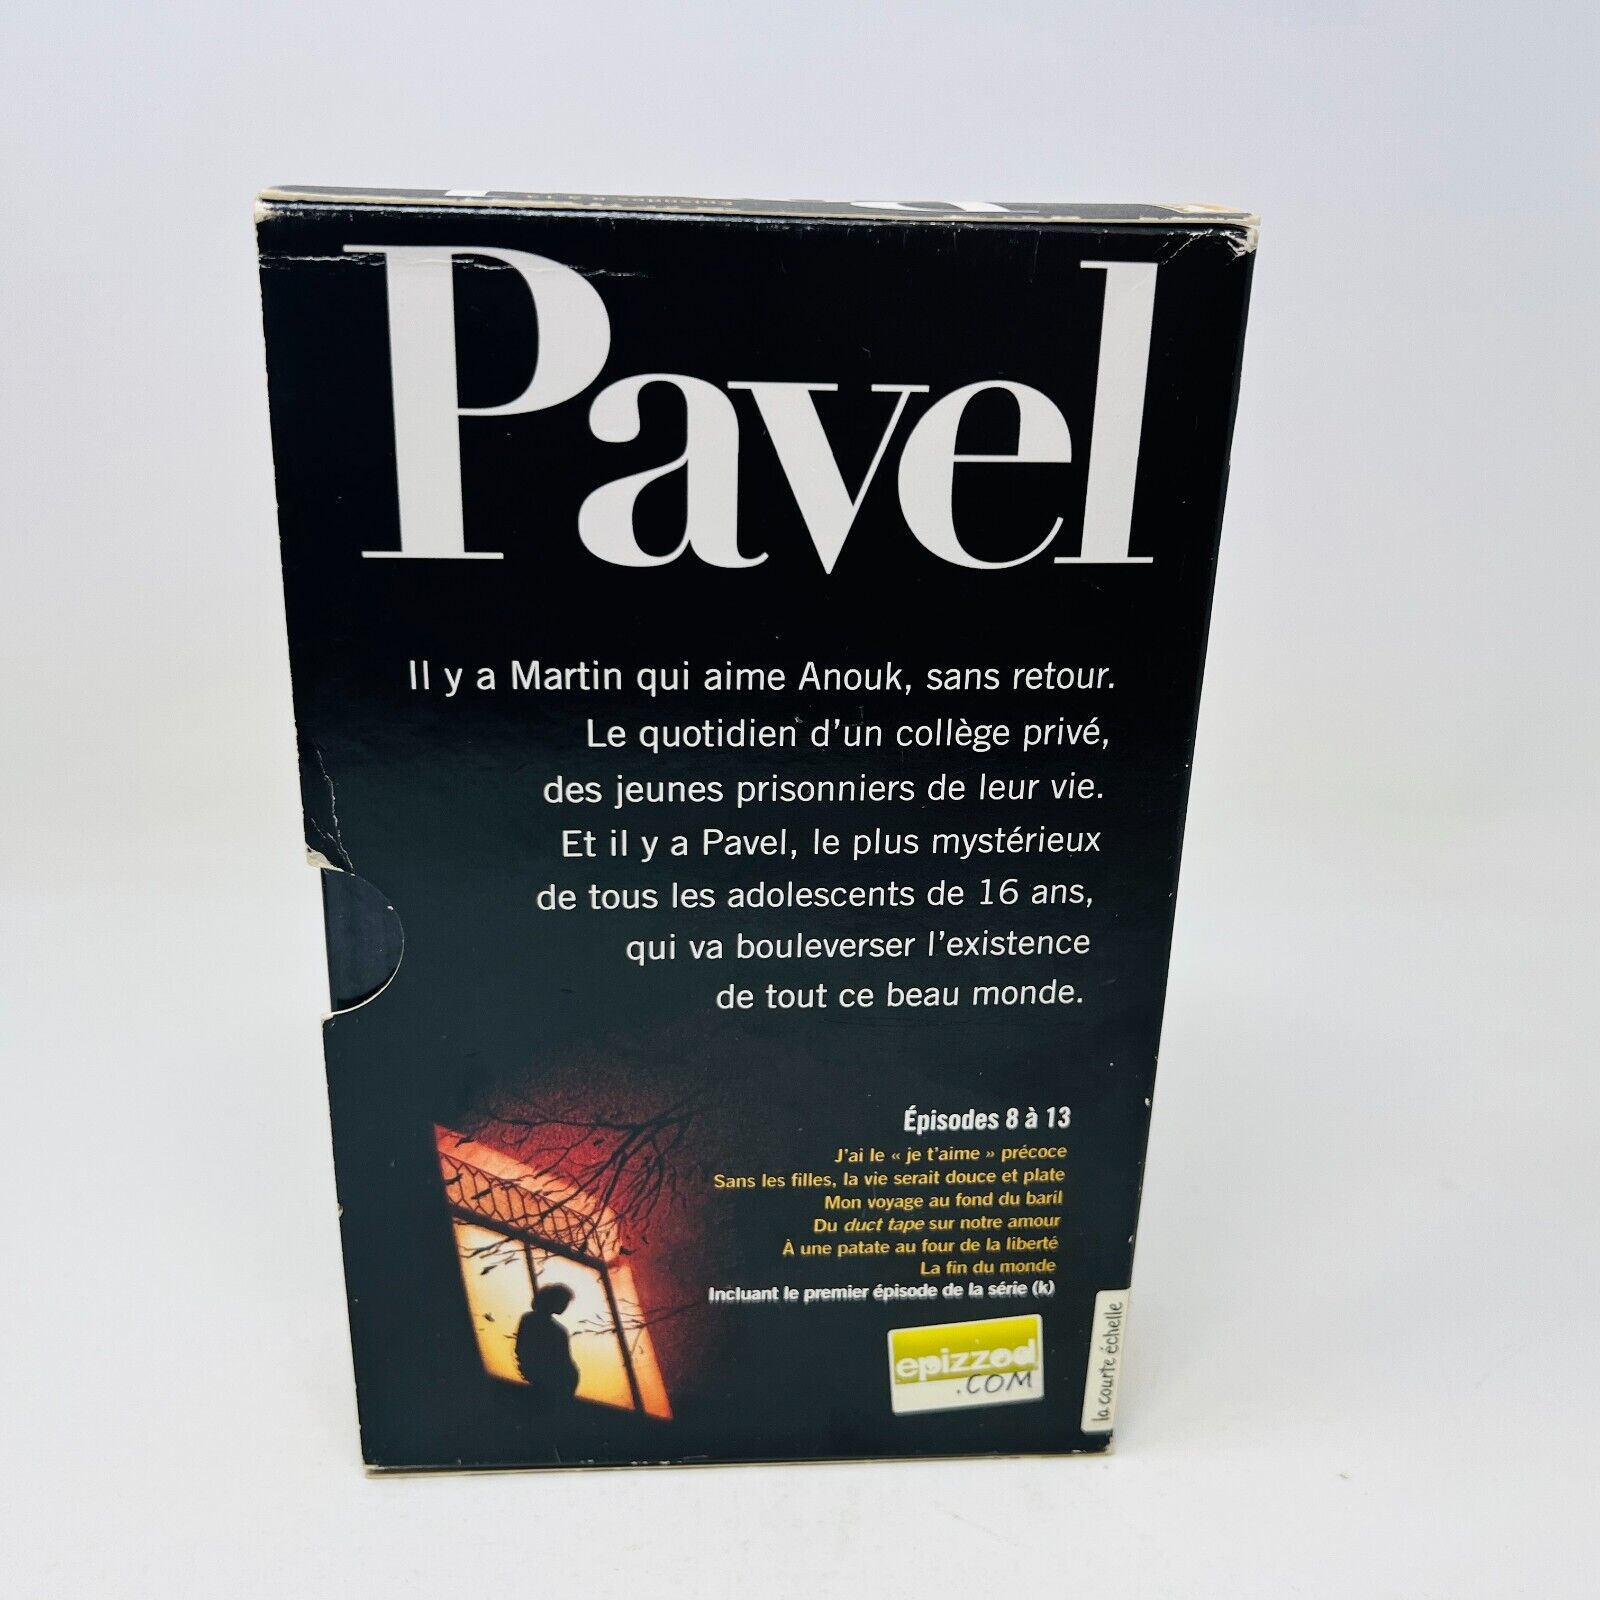 Pavel
Il y a Martin qui aime Anouk, sans retour.
Le quotidien d'un collège privé,
des jeunes prisonniers de leur vie.
Et il y a Pavel, le plus mystérieux
de tous les adolescents de 16 ans,
qui va bouleverser l'existence
de tout ce beau monde.
Épisodes 8 à 13
J'ai le « je t'aime » précoce
Sans les filles, la vie serait douce et plate
Mon voyage au fond du baril
Du duct tape sur notre amour
À une patate au four de la liberté
La fin du monde
Incluant le premier épisode de la série (k)
epizzod
.COM
la courte échelle